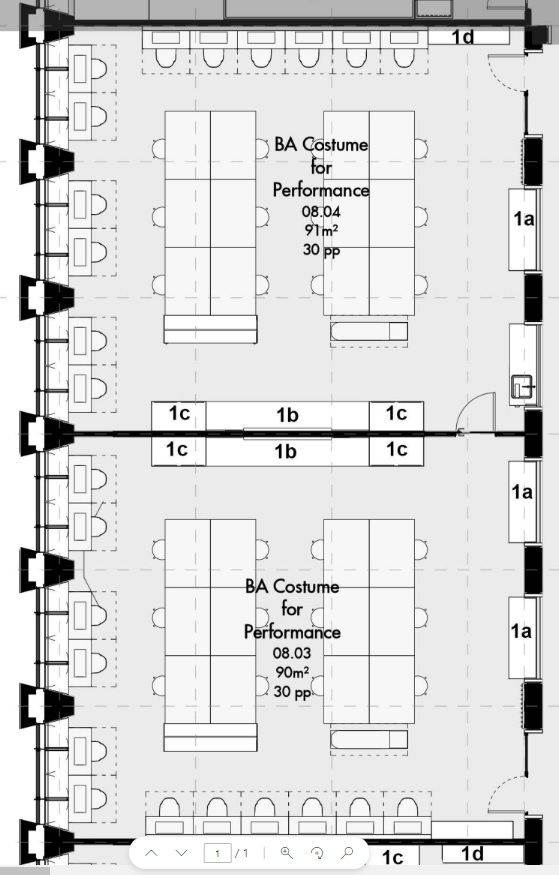 1d
BA Costume
for
Performance
08.04
91m²
30 pp
1a
1c
1b
1c
1c
1b
1c
1a
BA Costume
for
Performance
08.03
90m²
30 pp
1a
1 / 1
1c
1d